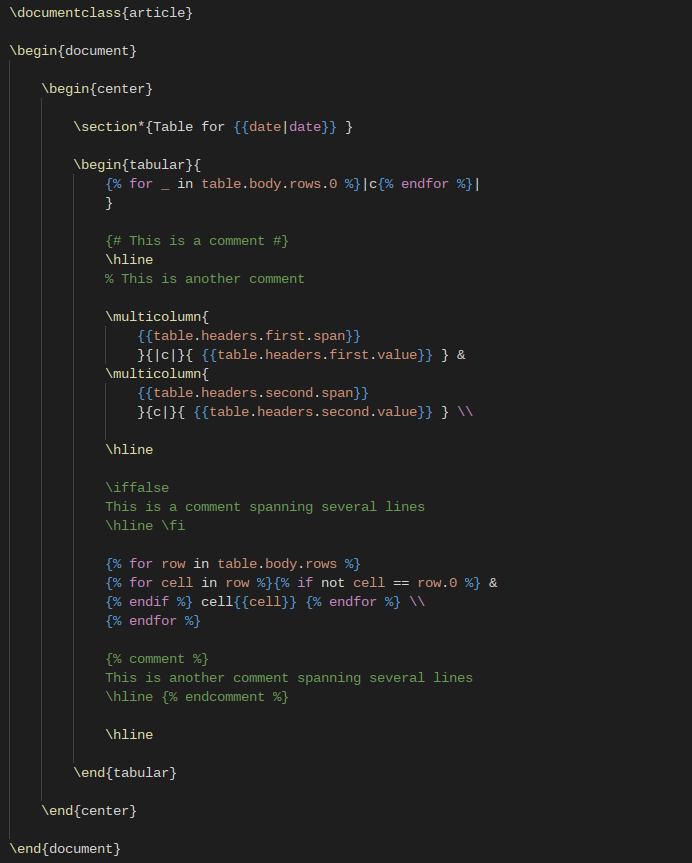 \documentclass{article}

\begin{document}

    \begin{center}

        \section*{Table for {{date|date}} }

        \begin{tabular}{
            {% for _ in table.body.rows.0 %}|c{% endfor %}|
            }

            {# This is a comment #}
            \hline
            % This is another comment

            \multicolumn{
                {{table.headers.first.span}}
                }{|c|}{ {{table.headers.first.value}} } &
            \multicolumn{
                {{table.headers.second.span}}
                }{c|}{ {{table.headers.second.value}} } \\

            \hline

            \iffalse
            This is a comment spanning several lines
            \hline \fi

            {% for row in table.body.rows %}
            {% for cell in row %}{% if not cell == row.0 %} &
            {% endif %} cell{{cell}} {% endfor %} \\
            {% endfor %}

            {% comment %}
            This is another comment spanning several lines
            \hline {% endcomment %}

            \hline

        \end{tabular}

    \end{center}

\end{document}